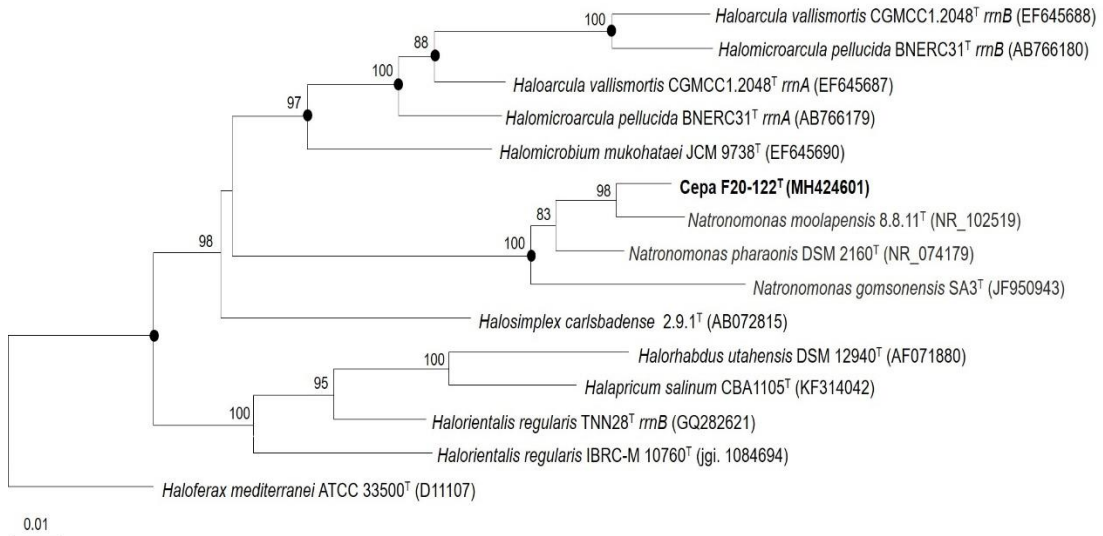 100
Haloarcula vallismortis CGMCC1.2048ᵀ rrnB (EF645688)
88
Halomicroarcula pellucida BNERC31ᵀ rrnB (AB766180)
100
Haloarcula vallismortis CGMCC1.2048ᵀ rrnA (EF645687)
97
Halomicroarcula pellucida BNERC31ᵀ rrnA (AB766179)
Halomicrobium mukohataei JCM 9738ᵀ (EF645690)
98
Cepa F20-122ᵀ (MH424601)
83
Natronomonas moolapensis 8.8.11ᵀ (NR_102519)
98
100
Natronomonas pharaonis DSM 2160ᵀ (NR_074179)
Natronomonas gomsonensis SA3ᵀ (JF950943)
Halosimplex carlsbadense 2.9.1ᵀ (AB072815)
100
Halorhabdus utahensis DSM 12940ᵀ (AF071880)
95
Halapricum salinum CBA1105ᵀ (KF314042)
100
Halorientalis regularis TNN28ᵀ rrnB (GQ282621)
Halorientalis regularis IBRC-M 10760ᵀ (jgi. 1084694)
Haloferax mediterranei ATCC 33500ᵀ (D11107)
0.01